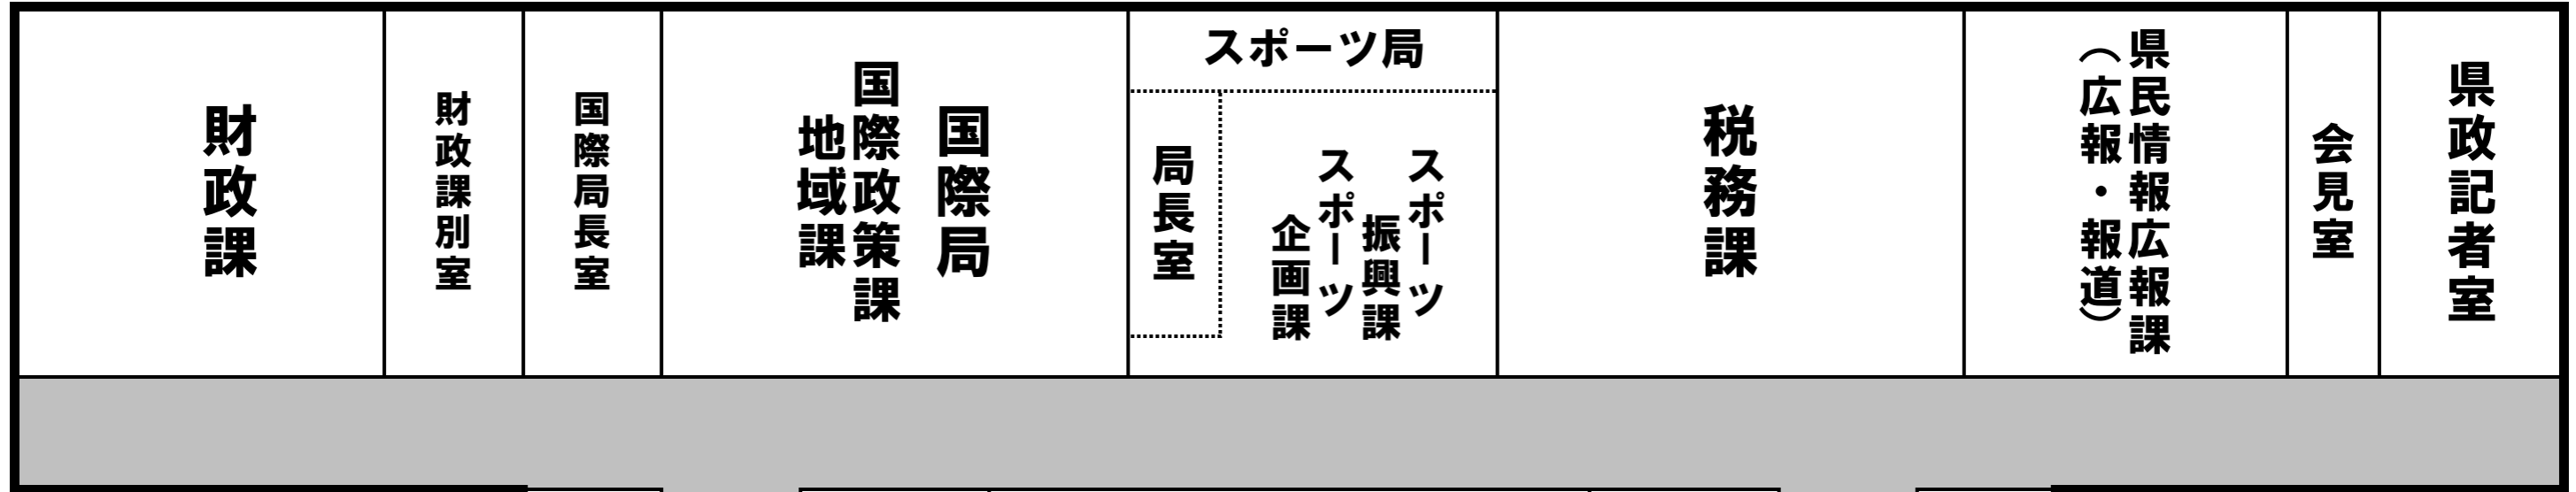 財政課
財政課別室
国際局長室
国際局
国際政策課
地域課
スポーツ局
局長室
スポーツ
振興課
スポーツ
企画課
税務課
県民情報広報課
（広報・報道）
会見室
県政記者室